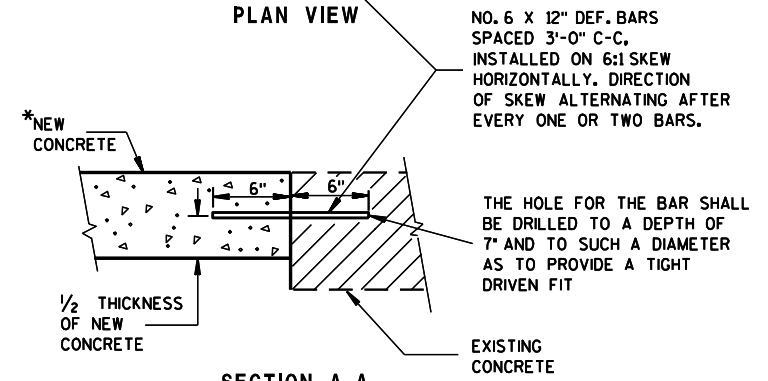 PLAN VIEW
NO. 6 X 12" DEF. BARS
SPACED 3'-0" C-C,
INSTALLED ON 6:1 SKEW
HORIZONTALLY. DIRECTION
OF SKEW ALTERNATING AFTER
EVERY ONE OR TWO BARS.
*NEW
CONCRETE
6" 6"
THE HOLE FOR THE BAR SHALL
BE DRILLED TO A DEPTH OF
7" AND TO SUCH A DIAMETER
AS TO PROVIDE A TIGHT
DRIVEN FIT
1/2 THICKNESS
OF NEW
CONCRETE
EXISTING
CONCRETE
SECTION A-A